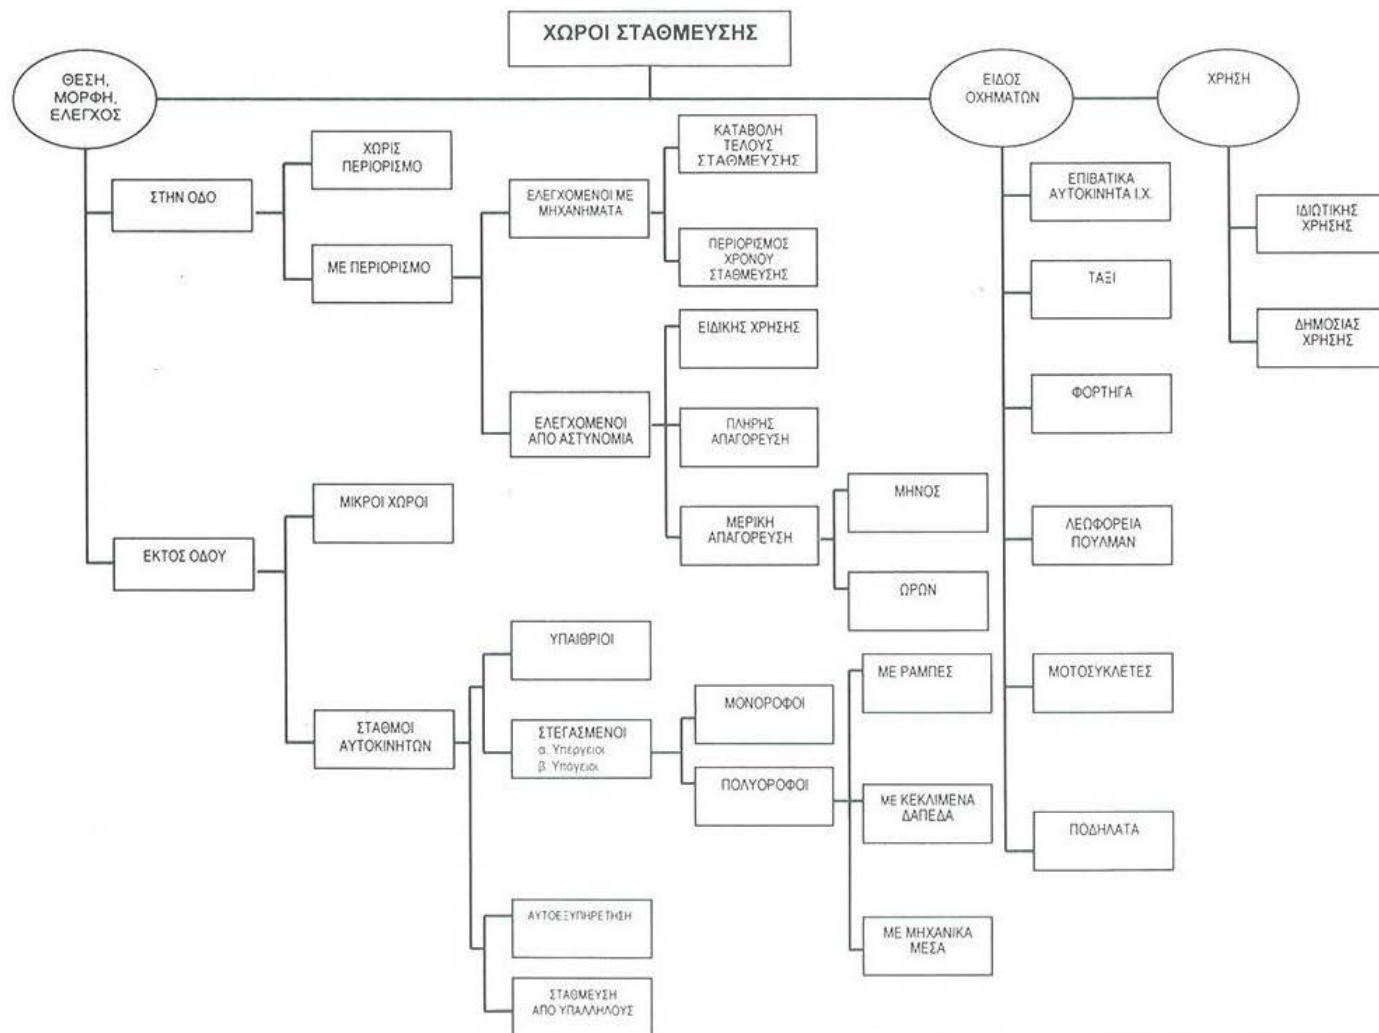 ΧΩΡΟΙ ΣΤΑΘΜΕΥΣΗΣ
ΘΕΣΗ,
ΜΟΡΦΗ,
ΕΛΕΓΧΟΣ
ΣΤΗΝ ΟΔΟ
ΧΩΡΙΣ
ΠΕΡΙΟΡΙΣΜΟ
ΜΕ ΠΕΡΙΟΡΙΣΜΟ
ΕΛΕΓΧΟΜΕΝΟΙ ΜΕ
ΜΗΧΑΝΗΜΑΤΑ
ΚΑΤΑΒΟΛΗ
ΤΕΛΟΥΣ
ΣΤΑΘΜΕΥΣΗΣ
ΠΕΡΙΟΡΙΣΜΟΣ
ΧΡΟΝΟΥ
ΣΤΑΘΜΕΥΣΗΣ
ΕΛΕΓΧΟΜΕΝΟΙ
ΑΠΟ ΑΣΤΥΝΟΜΙΑ
ΕΙΔΙΚΗΣ ΧΡΗΣΗΣ
ΠΛΗΡΗΣ
ΑΠΑΓΟΡΕΥΣΗ
ΜΕΡΙΚΗ
ΑΠΑΓΟΡΕΥΣΗ
ΜΗΝΟΣ
ΩΡΩΝ
ΕΚΤΟΣ ΟΔΟΥ
ΜΙΚΡΟΙ ΧΩΡΟΙ
ΣΤΑΘΜΟΙ
ΑΥΤΟΚΙΝΗΤΩΝ
ΥΠΑΙΘΡΙΟΙ
ΣΤΕΓΑΣΜΕΝΟΙ
α. Υπέργειοι
β. Υπόγειοι
ΜΟΝΟΡΟΦΟΙ
ΠΟΛΥΟΡΟΦΟΙ
ΜΕ ΡΑΜΠΕΣ
ΜΕ ΚΕΚΛΙΜΕΝΑ
ΔΑΠΕΔΑ
ΜΕ ΜΗΧΑΝΙΚΑ
ΜΕΣΑ
ΑΥΤΟΕΞΥΠΗΡΕΤΗΣΗ
ΣΤΑΘΜΕΥΣΗ
ΑΠΟ ΥΠΑΛΛΗΛΟΥΣ
ΕΙΔΟΣ
ΟΧΗΜΑΤΩΝ
ΕΠΙΒΑΤΙΚΑ
ΑΥΤΟΚΙΝΗΤΑ Ι.Χ.
ΤΑΞΙ
ΦΟΡΤΗΓΑ
ΛΕΩΦΟΡΕΙΑ
ΠΟΥΛΜΑΝ
ΜΟΤΟΣΥΚΛΕΤΕΣ
ΠΟΔΗΛΑΤΑ
ΧΡΗΣΗ
ΙΔΙΩΤΙΚΗΣ
ΧΡΗΣΗΣ
ΔΗΜΟΣΙΑΣ
ΧΡΗΣΗΣ